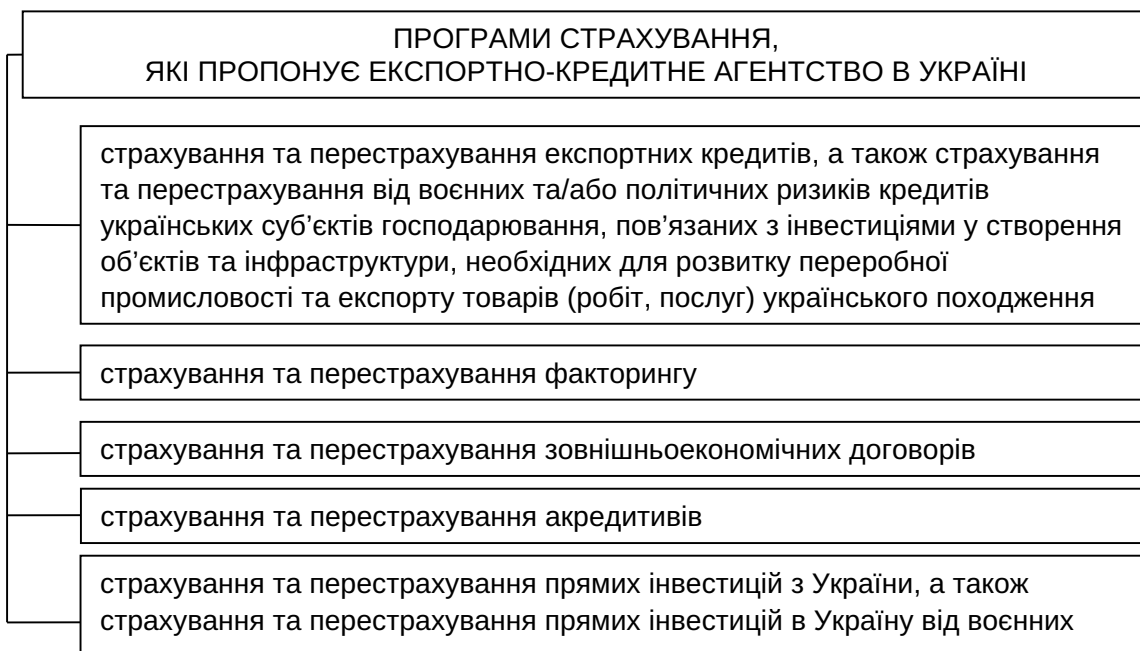 ПРОГРАМИ СТРАХУВАННЯ,
ЯКІ ПРОПОНУЄ ЕКСПОРТНО-КРЕДИТНЕ АГЕНТСТВО В УКРАЇНІ
страхування та перестрахування експортних кредитів, а також страхування
та перестрахування від воєнних та/або політичних ризиків кредитів
українських суб’єктів господарювання, пов’язаних з інвестиціями у створення
об’єктів та інфраструктури, необхідних для розвитку переробної
промисловості та експорту товарів (робіт, послуг) українського походження
страхування та перестрахування факторингу
страхування та перестрахування зовнішньоекономічних договорів
страхування та перестрахування акредитивів
страхування та перестрахування прямих інвестицій з України, а також
страхування та перестрахування прямих інвестицій в Україну від воєнних